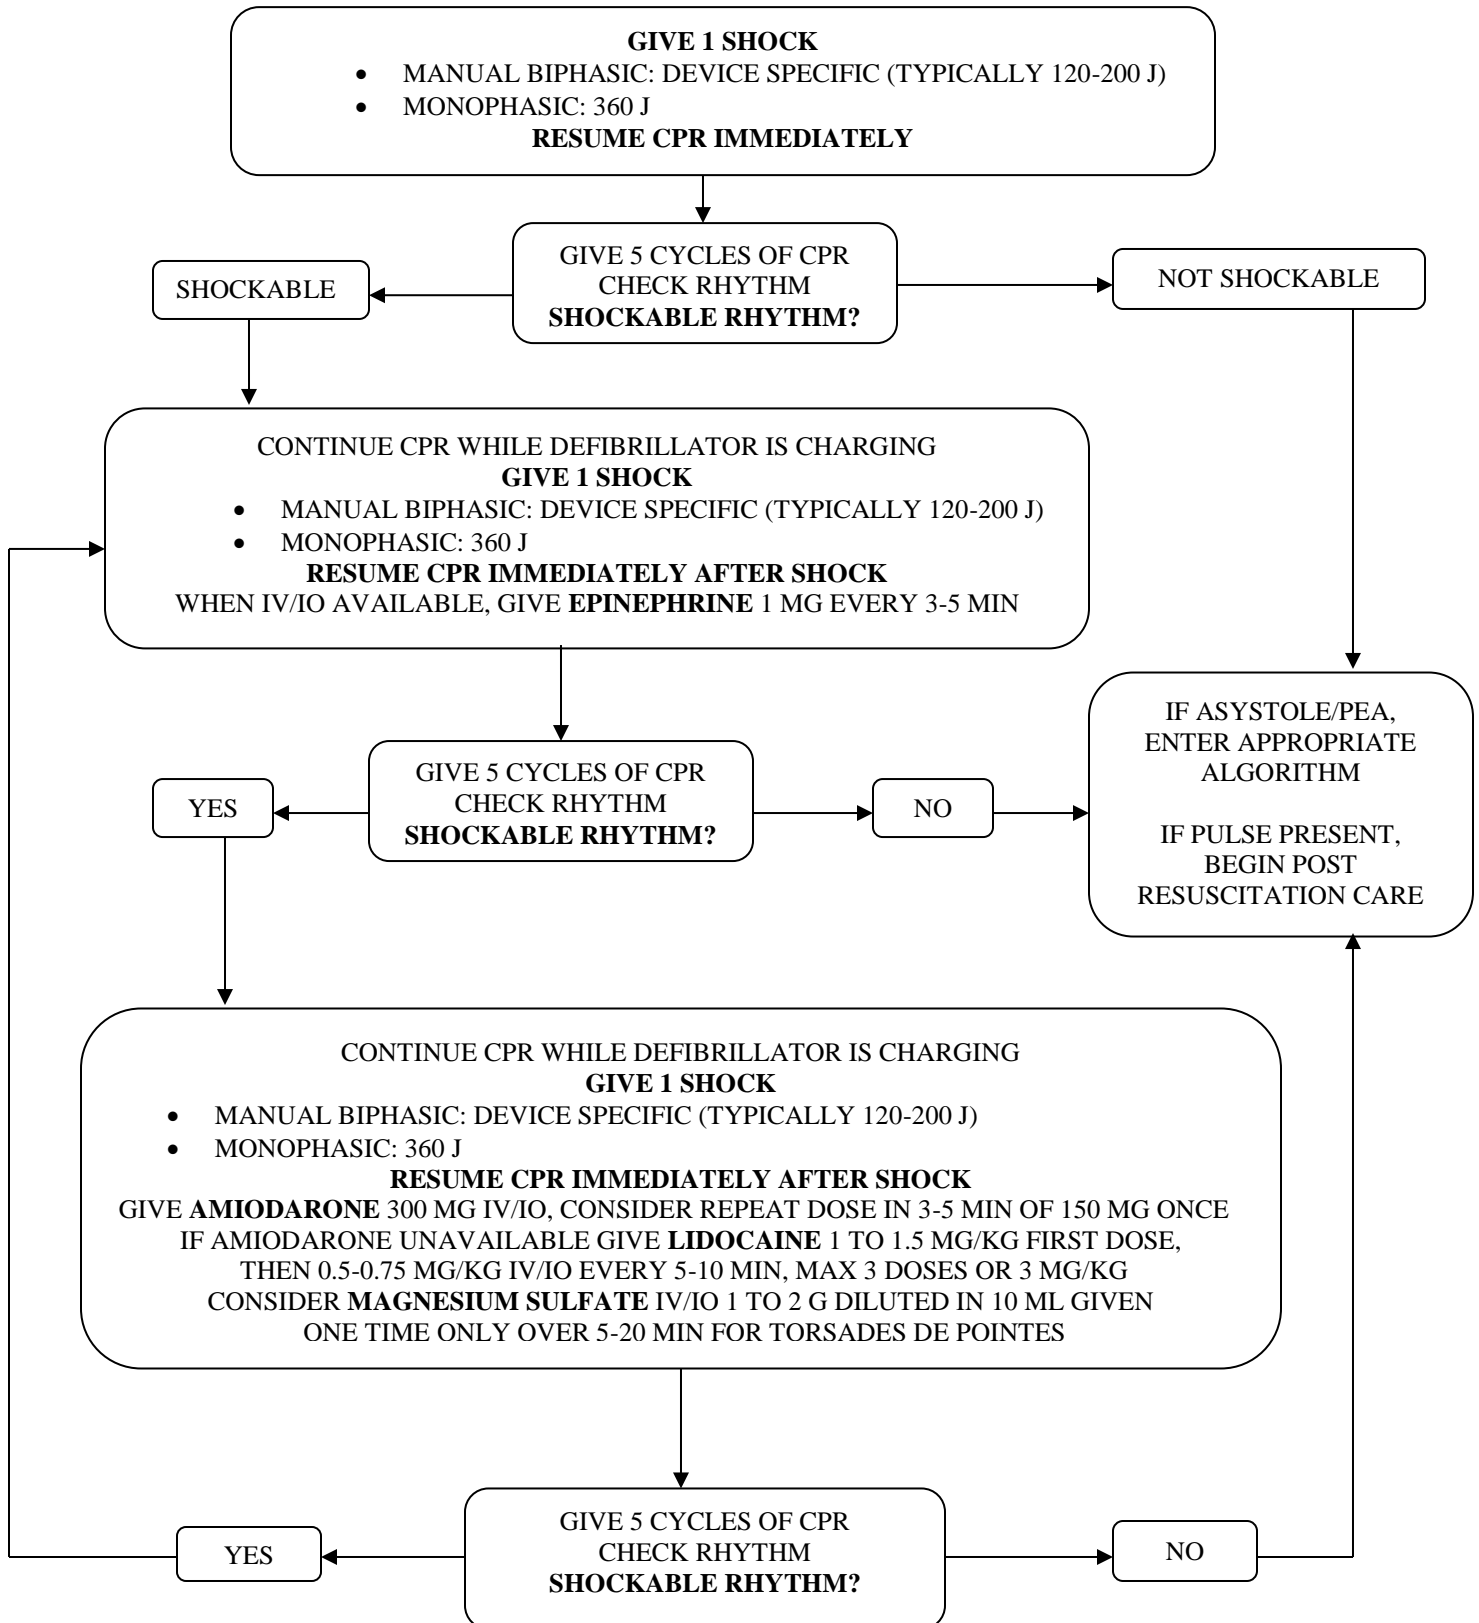 GIVE 1 SHOCK
• MANUAL BIPHASIC: DEVICE SPECIFIC (TYPICALLY 120-200 J)
• MONOPHASIC: 360 J
RESUME CPR IMMEDIATELY
GIVE 5 CYCLES OF CPR
CHECK RHYTHM
SHOCKABLE RHYTHM?
SHOCKABLE
NOT SHOCKABLE
CONTINUE CPR WHILE DEFIBRILLATOR IS CHARGING
GIVE 1 SHOCK
• MANUAL BIPHASIC: DEVICE SPECIFIC (TYPICALLY 120-200 J)
• MONOPHASIC: 360 J
RESUME CPR IMMEDIATELY AFTER SHOCK
WHEN IV/IO AVAILABLE, GIVE EPINEPHRINE 1 MG EVERY 3-5 MIN
GIVE 5 CYCLES OF CPR
CHECK RHYTHM
SHOCKABLE RHYTHM?
YES
NO
IF ASYSTOLE/PEA,
ENTER APPROPRIATE
ALGORITHM
IF PULSE PRESENT,
BEGIN POST
RESUSCITATION CARE
CONTINUE CPR WHILE DEFIBRILLATOR IS CHARGING
GIVE 1 SHOCK
• MANUAL BIPHASIC: DEVICE SPECIFIC (TYPICALLY 120-200 J)
• MONOPHASIC: 360 J
RESUME CPR IMMEDIATELY AFTER SHOCK
GIVE AMIODARONE 300 MG IV/IO, CONSIDER REPEAT DOSE IN 3-5 MIN OF 150 MG ONCE
IF AMIODARONE UNAVAILABLE GIVE LIDOCAINE 1 TO 1.5 MG/KG FIRST DOSE,
THEN 0.5-0.75 MG/KG IV/IO EVERY 5-10 MIN, MAX 3 DOSES OR 3 MG/KG
CONSIDER MAGNESIUM SULFATE IV/IO 1 TO 2 G DILUTED IN 10 ML GIVEN
ONE TIME ONLY OVER 5-20 MIN FOR TORSADES DE POINTES
GIVE 5 CYCLES OF CPR
CHECK RHYTHM
SHOCKABLE RHYTHM?
YES
NO